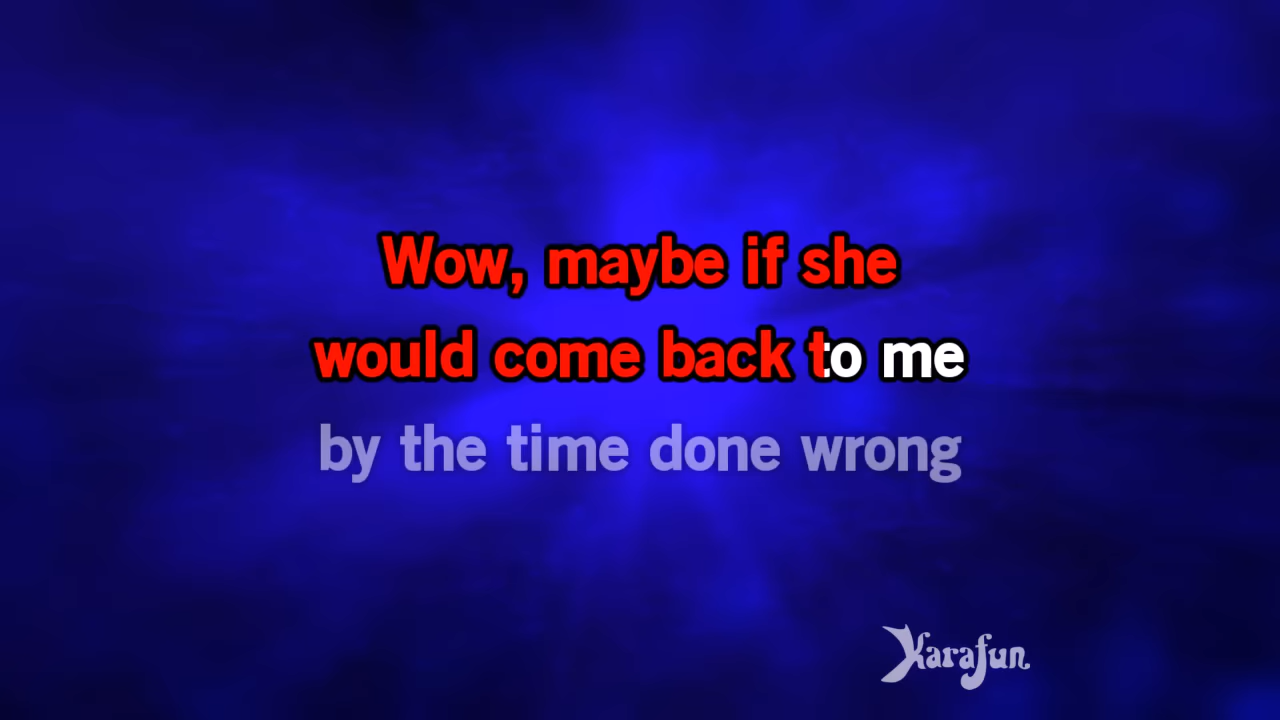 Wow, maybe if she
would come back to me
by the time done wrong
Karafun